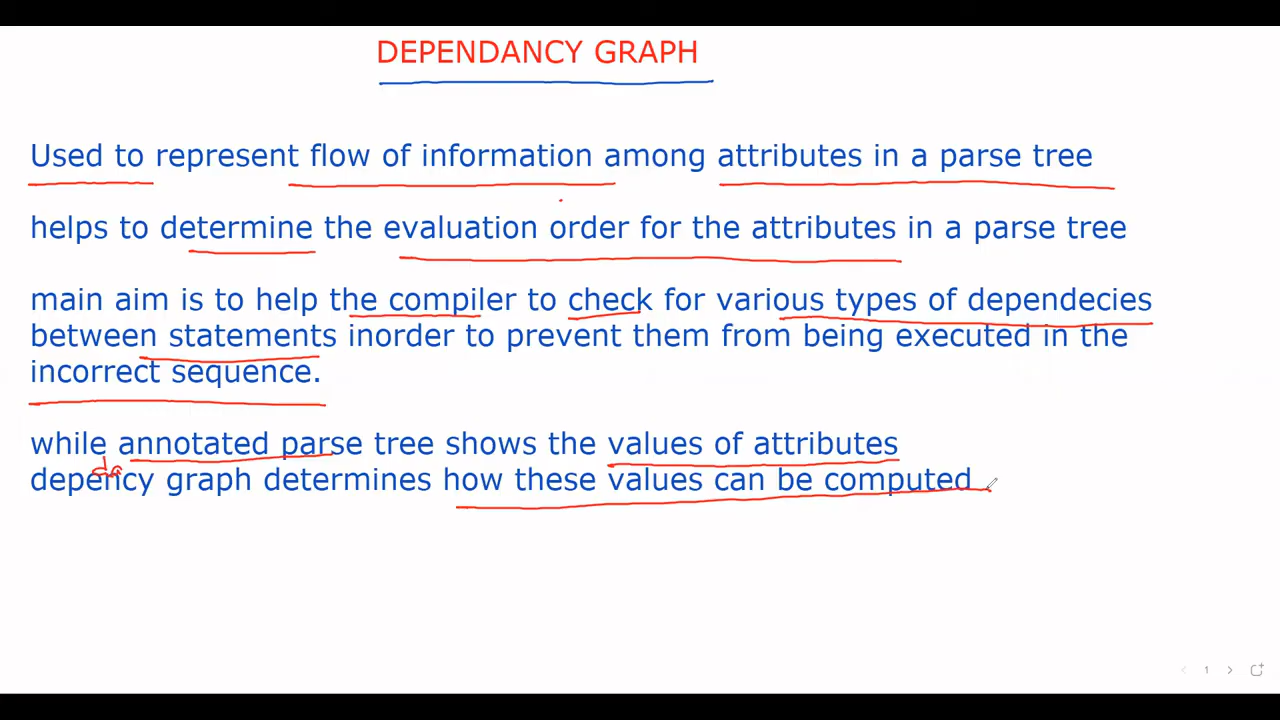 DEPENDANCY GRAPH
Used to represent flow of information among attributes in a parse tree
helps to determine the evaluation order for the attributes in a parse tree
main aim is to help the compiler to check for various types of dependecies
between statements inorder to prevent them from being executed in the
incorrect sequence.
while annotated parse tree shows the values of attributes
da
depency graph determines how these values can be computed
1